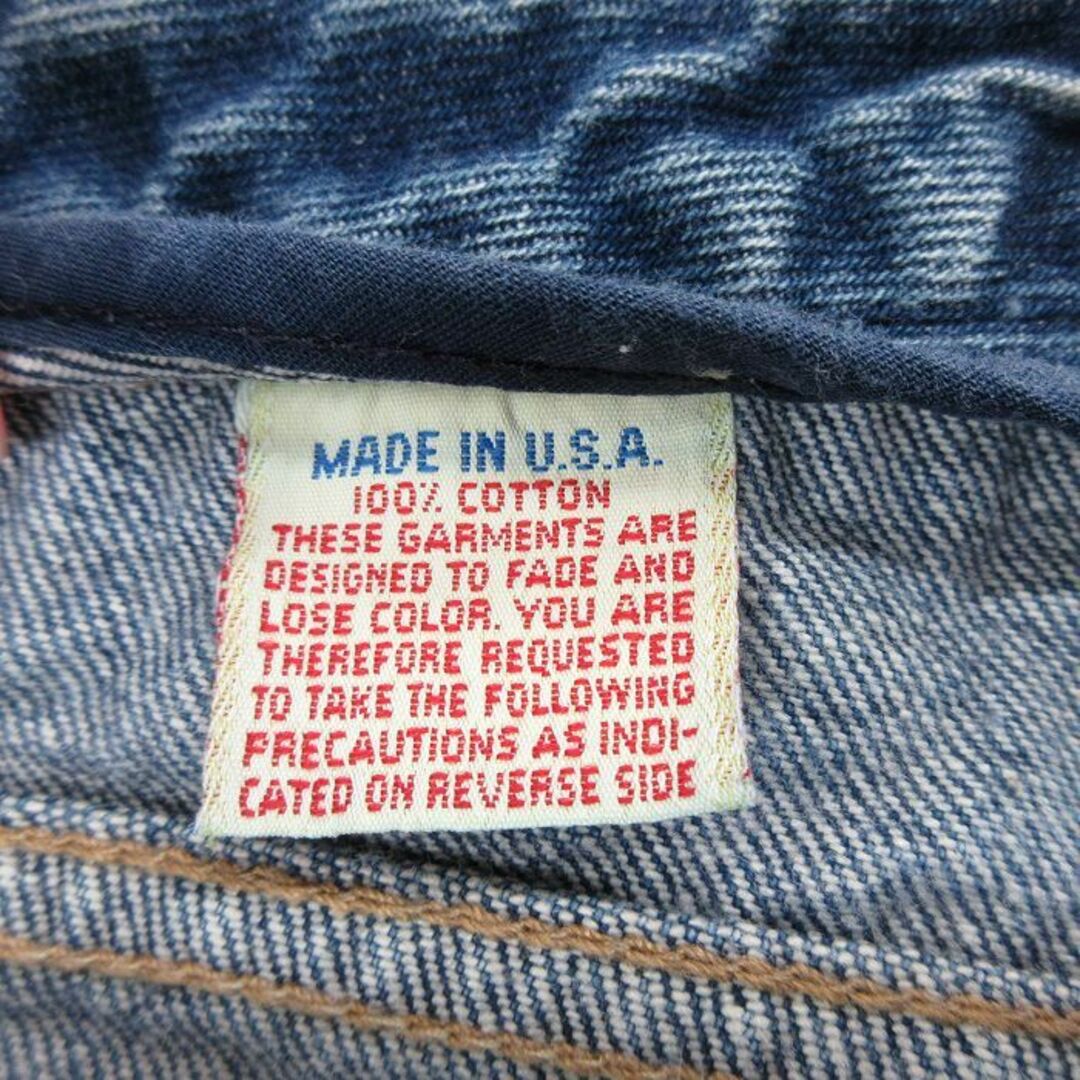 MADE IN U.S.A.
100% COTTON
THESE GARMENTS ARE
DESIGNED TO FADE AND
LOSE COLOR. YOU ARE
THEREFORE REQUESTED
TO TAKE THE FOLLOWING
PRECAUTIONS AS INDI-
CATED ON REVERSE SIDE